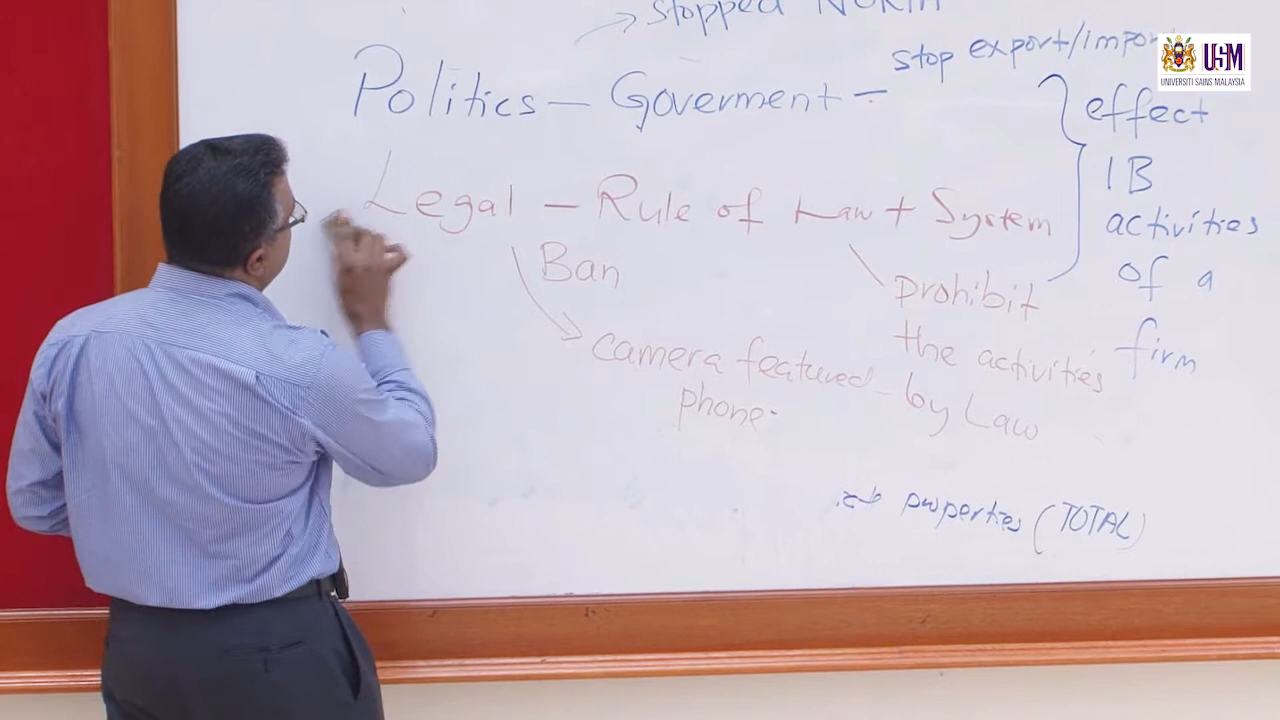 stopped North
stop export/impor
Politics — Goverment —
effect
IB
activities
of a
firm
Legal — Rule of Law + System
Ban
prohibit
the activities
by Law
camera featured
phone.
properties (TOTAL)
USM
UNIVERSITI SAINS MALAYSIA